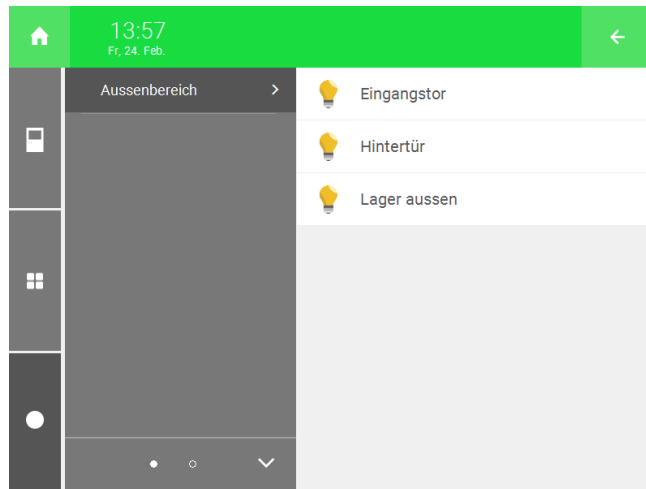 13:57
Fr, 24. Feb.
Aussenbereich
Eingangstor
Hintertür
Lager aussen